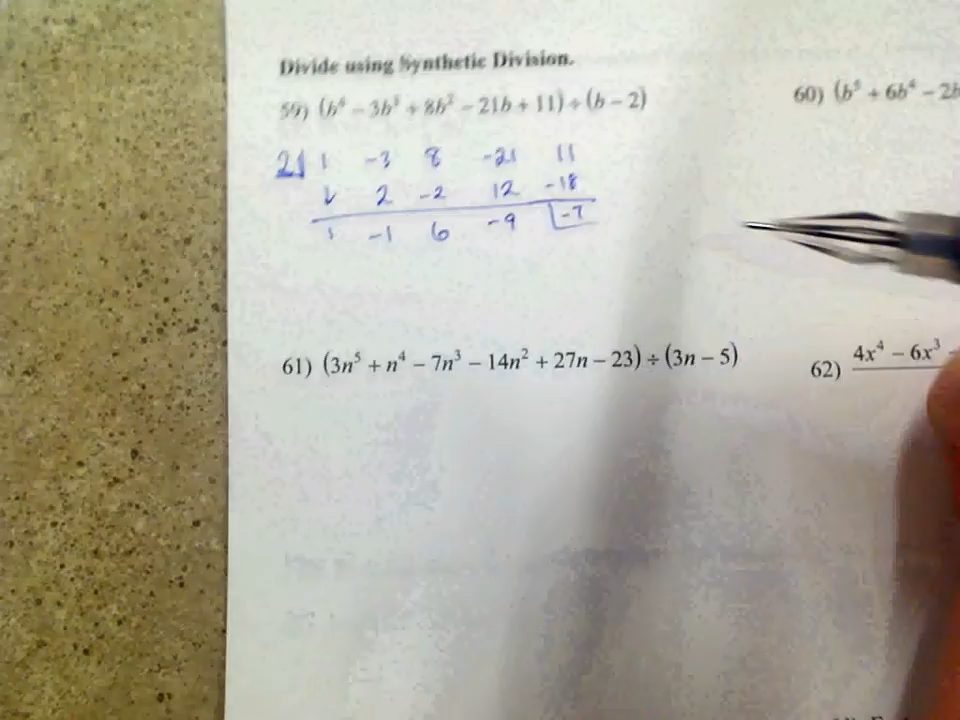 Divide using Synthetic Division.
59) (b⁴ − 3b³ + 8b² − 21b + 11) ÷ (b − 2)
60) (b⁵ + 6b⁴ − 2b
2| 1 -3 8 -21 11
↓ 2 -2 12 -18
1 -1 6 -9 |-7
61) (3n⁵ + n⁴ − 7n³ − 14n² + 27n − 23) ÷ (3n − 5)
62) 4x⁴ − 6x³